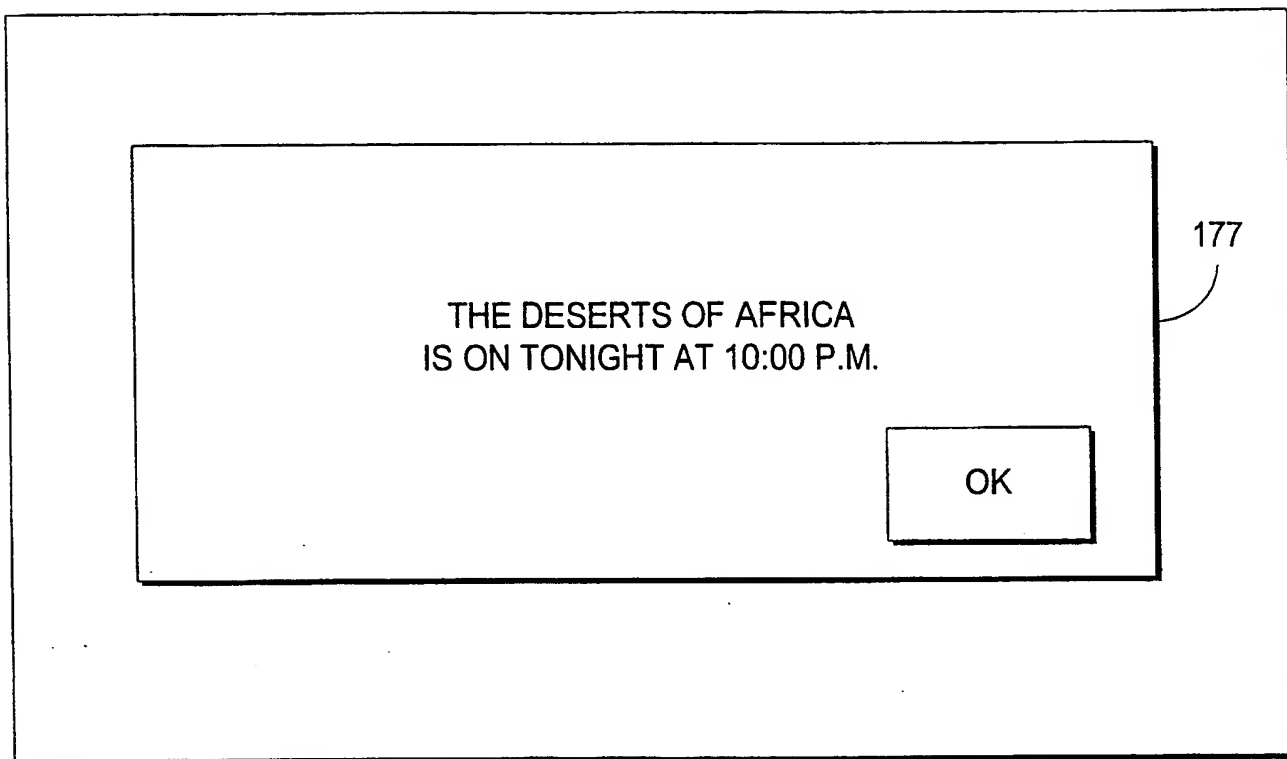 177
THE DESERTS OF AFRICA
IS ON TONIGHT AT 10:00 P.M.
OK